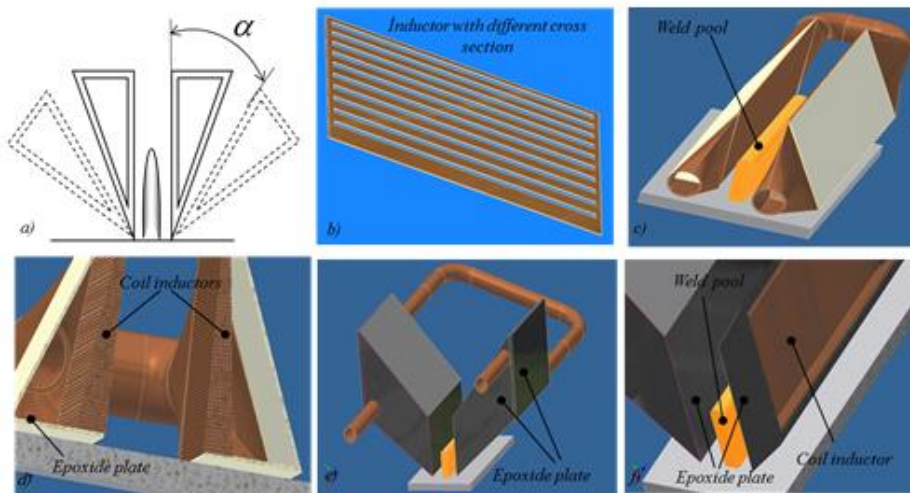 α
a)
Inductor with different cross
section
b)
Weld pool
c)
Coil inductors
Epoxide plate
d)
Epoxide plate
e)
Weld pool
Epoxide plate
Coil inductor
f)